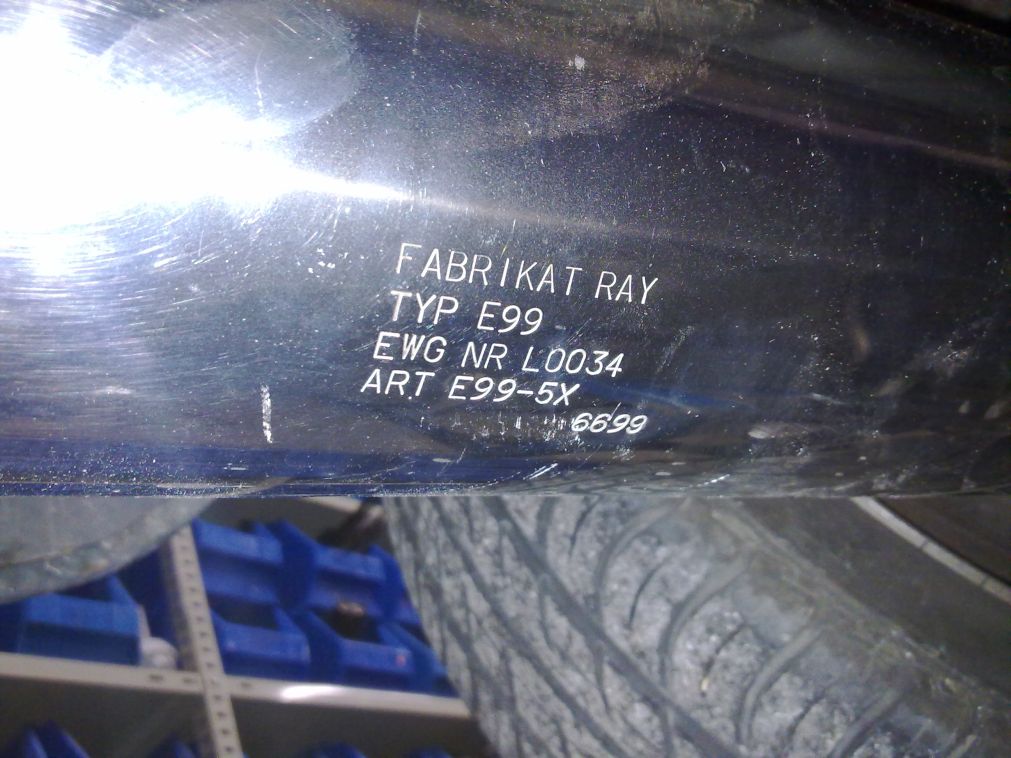 FABRIKAT RAY
TYP E99
EWG NR L0034
ART E99-5X
6699